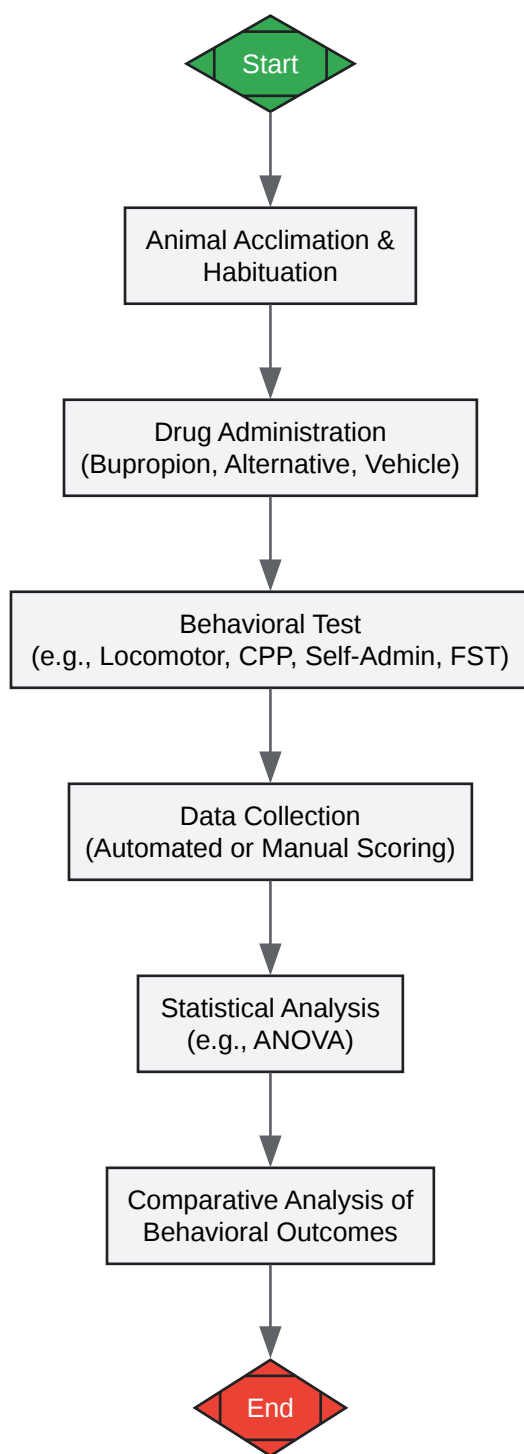 Start
Animal Acclimation &
Habituation
Drug Administration
(Bupropion, Alternative, Vehicle)
Behavioral Test
(e.g., Locomotor, CPP, Self-Admin, FST)
Data Collection
(Automated or Manual Scoring)
Statistical Analysis
(e.g., ANOVA)
Comparative Analysis of
Behavioral Outcomes
End